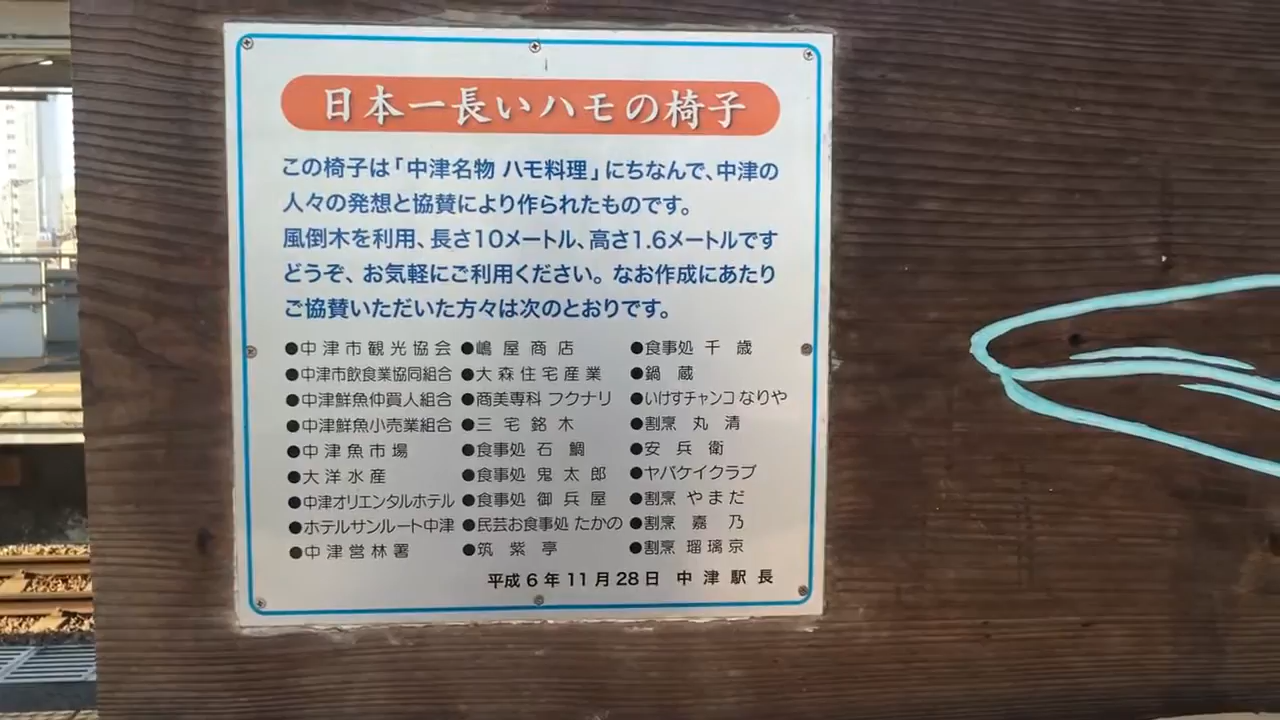 日本一長いハモの椅子
この椅子は「中津名物 ハモ料理」にちなんで、中津の
人々の発想と協賛により作られたものです。
風倒木を利用、長さ10メートル、高さ1.6メートルです
どうぞ、お気軽にご利用ください。なお作成にあたり
ご協賛いただいた方々は次のとおりです。
●中津市観光協会 ●嶋屋商店 ●食事処 千歳
●中津市飲食業協同組合 ●大森住宅産業 ●鍋蔵
●中津鮮魚仲買人組合 ●商美専科 フクナリ ●いけすチャンコ なりや
●中津鮮魚小売業組合 ●三宅銘木 ●割烹 丸清
●中津魚市場 ●食事処 石鯛 ●安兵衛
●大洋水産 ●食事処 鬼太郎 ●ヤバケイクラブ
●中津オリエンタルホテル ●食事処 御兵屋 ●割烹 やまだ
●ホテルサンルート中津 ●民芸お食事処 たかの ●割烹 嘉乃
●中津営林署 ●筑紫亭 ●割烹 瑠璃京
平成6年11月28日 中津駅長